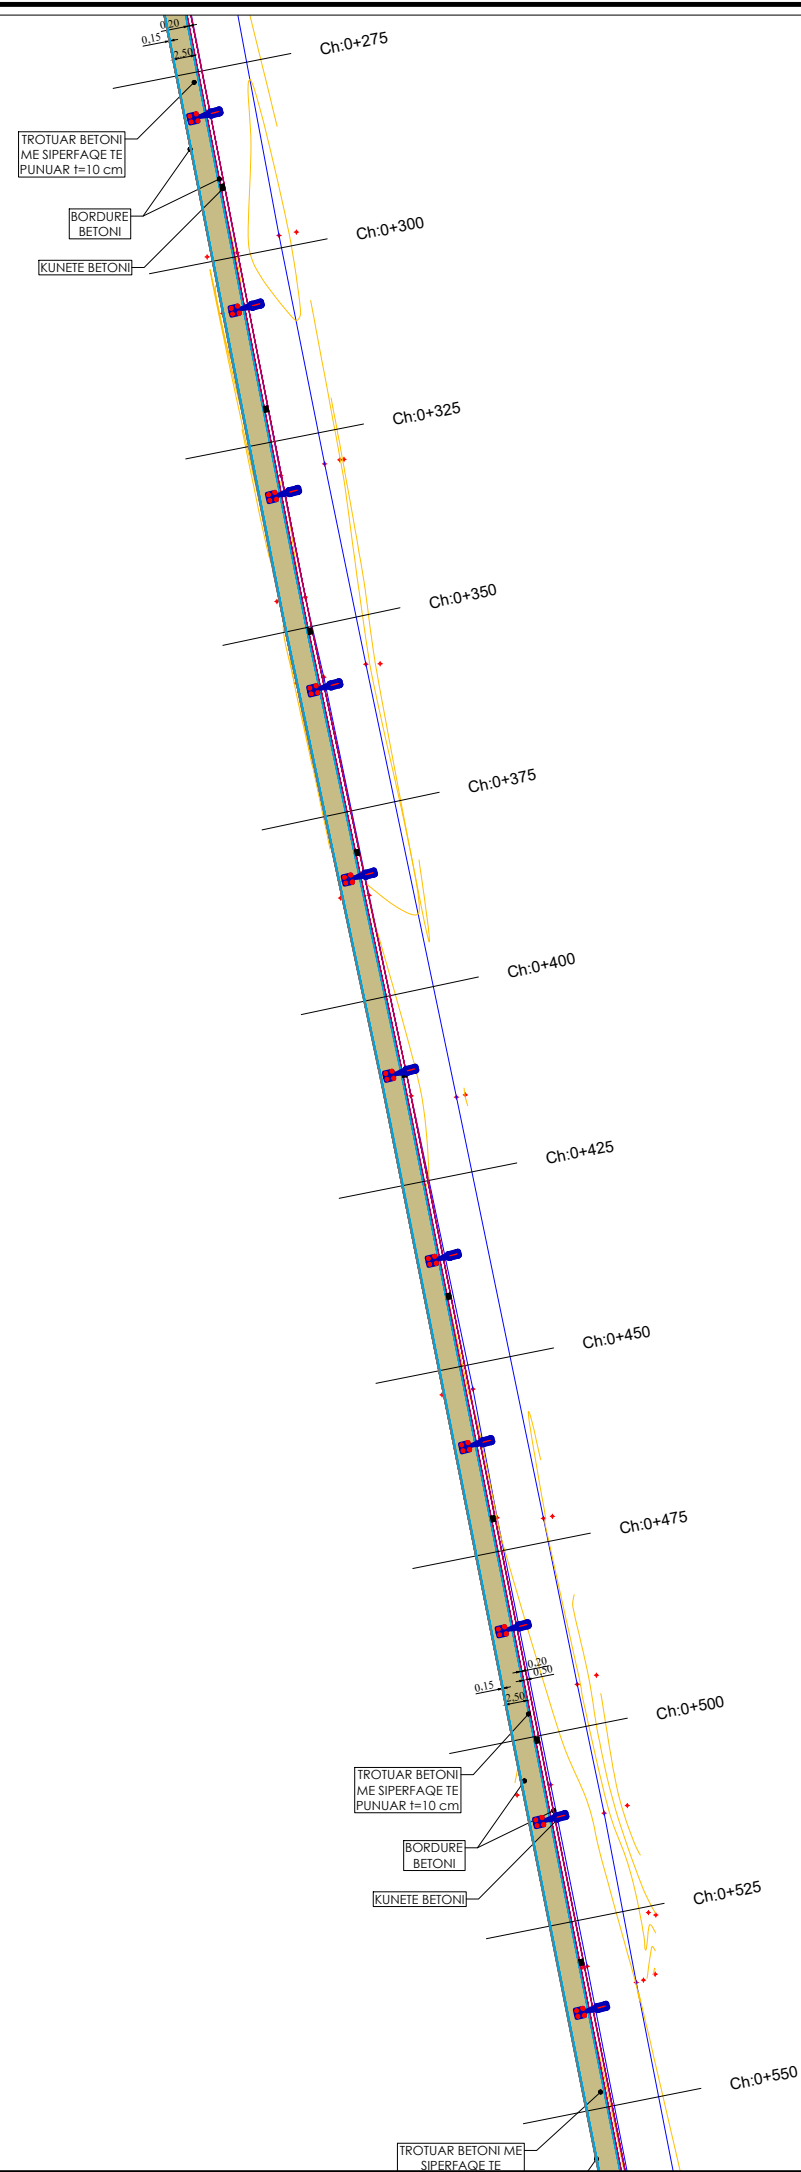 0.20
0.15
2.50
Ch:0+275
TROTUAR BETONI
ME SIPERFAQE TE
PUNUAR t=10 cm
BORDURE
BETONI
KUNETE BETONI
Ch:0+300
Ch:0+325
Ch:0+350
Ch:0+375
Ch:0+400
Ch:0+425
Ch:0+450
Ch:0+475
0.20
0.50
0.15
2.50
Ch:0+500
TROTUAR BETONI
ME SIPERFAQE TE
PUNUAR t=10 cm
BORDURE
BETONI
KUNETE BETONI
Ch:0+525
Ch:0+550
TROTUAR BETONI ME
SIPERFAQE TE